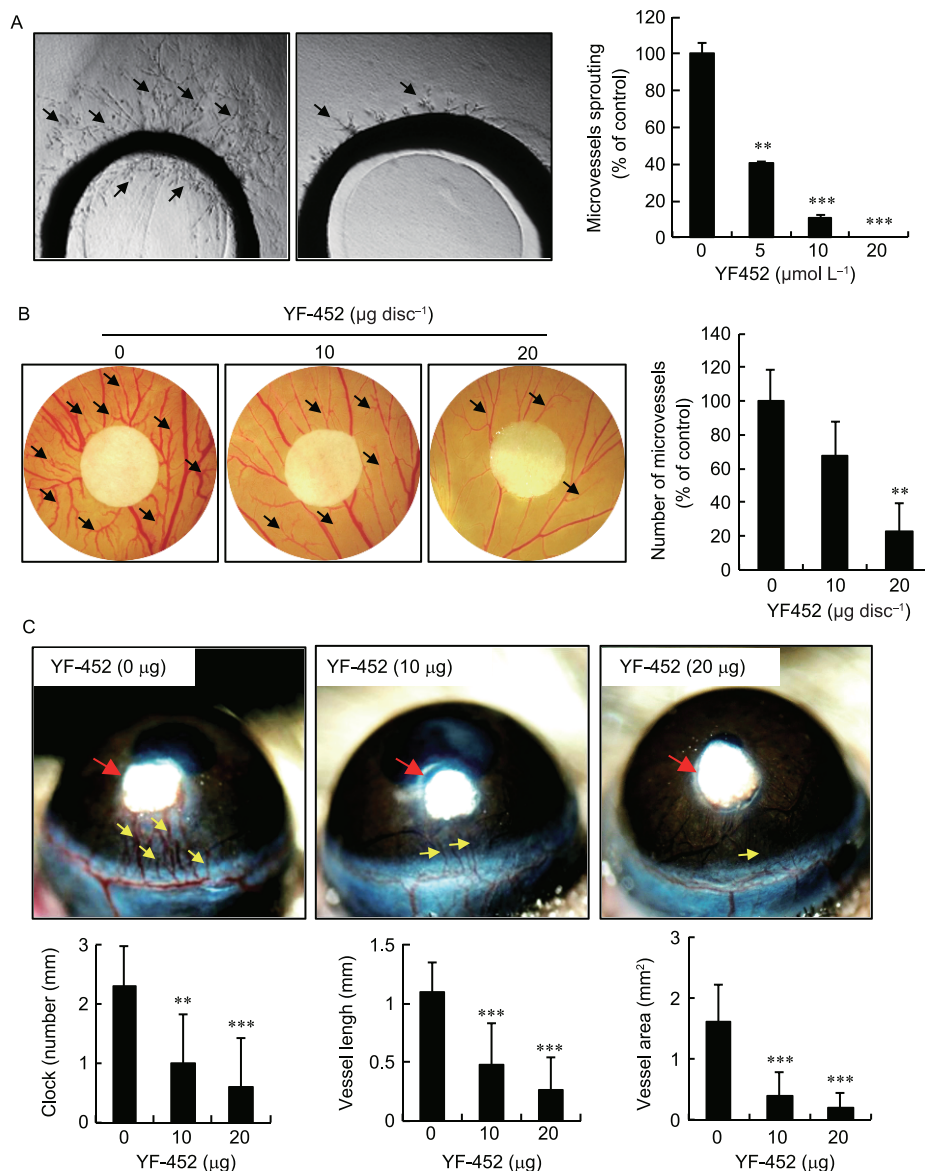 A
Microvessels sprouting
(% of control)
120
100
80
60
40
20
0
**
***
***
0 5 10 20
YF452 (µmol L⁻¹)
B
YF-452 (µg disc⁻¹)
0 10 20
Number of microvessels
(% of control)
140
120
100
80
60
40
20
0
**
0 10 20
YF452 (µg disc⁻¹)
C
YF-452 (0 µg)
YF-452 (10 µg)
YF-452 (20 µg)
Clock (number) (mm)
3
2
1
0
**
***
0 10 20
YF-452 (µg)
Vessel lengh (mm)
1.5
1
0.5
0
***
***
0 10 20
YF-452 (µg)
Vessel area (mm²)
3
2
1
0
***
***
0 10 20
YF-452 (µg)